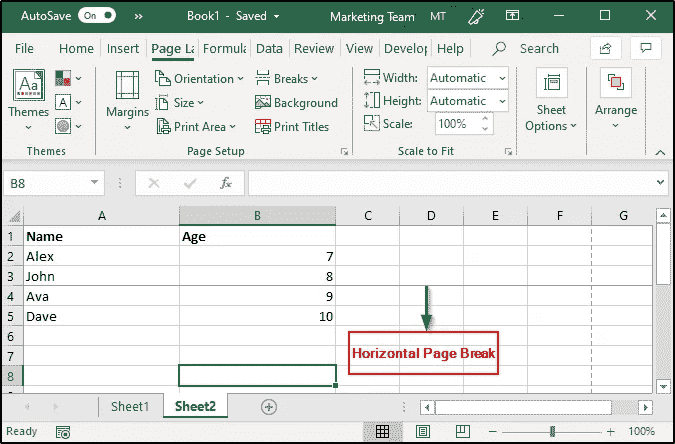 AutoSave On » Book1 - Saved Marketing Team MT
File Home Insert Page La Formula Data Review View Develop Help Search
Themes Margins Orientation Size Print Area Breaks Background Print Titles Width: Automatic Height: Automatic Scale: 100% Sheet Options Arrange
Themes Page Setup Scale to Fit
B8 fx
A B C D E F G
1 Name Age
2 Alex 7
3 John 8
4 Ava 9
5 Dave 10
6
7 Horizontal Page Break
8
Sheet1 Sheet2
Ready 100%